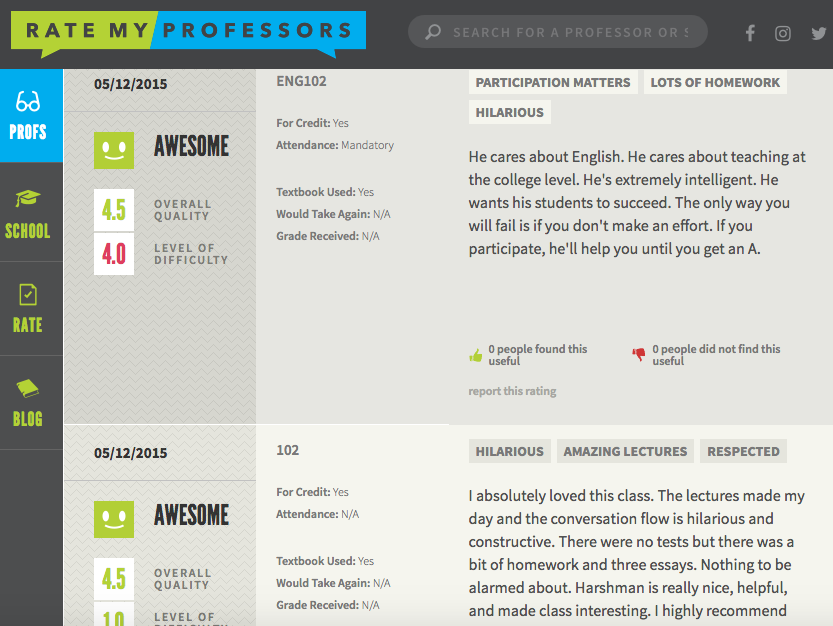 RATE MY PROFESSORS
SEARCH FOR A PROFESSOR OR S
PROFS
SCHOOL
RATE
BLOG
05/12/2015
AWESOME
4.5 OVERALL
QUALITY
4.0 LEVEL OF
DIFFICULTY
ENG102
For Credit: Yes
Attendance: Mandatory
Textbook Used: Yes
Would Take Again: N/A
Grade Received: N/A
PARTICIPATION MATTERS LOTS OF HOMEWORK
HILARIOUS
He cares about English. He cares about teaching at
the college level. He's extremely intelligent. He
wants his students to succeed. The only way you
will fail is if you don't make an effort. If you
participate, he'll help you until you get an A.
0 people found this
useful
0 people did not find this
useful
report this rating
05/12/2015
AWESOME
4.5 OVERALL
QUALITY
1.0 LEVEL OF
102
For Credit: Yes
Attendance: N/A
Textbook Used: Yes
Would Take Again: N/A
Grade Received: N/A
HILARIOUS AMAZING LECTURES RESPECTED
I absolutely loved this class. The lectures made my
day and the conversation flow is hilarious and
constructive. There were no tests but there was a
bit of homework and three essays. Nothing to be
alarmed about. Harshman is really nice, helpful,
and made class interesting. I highly recommend